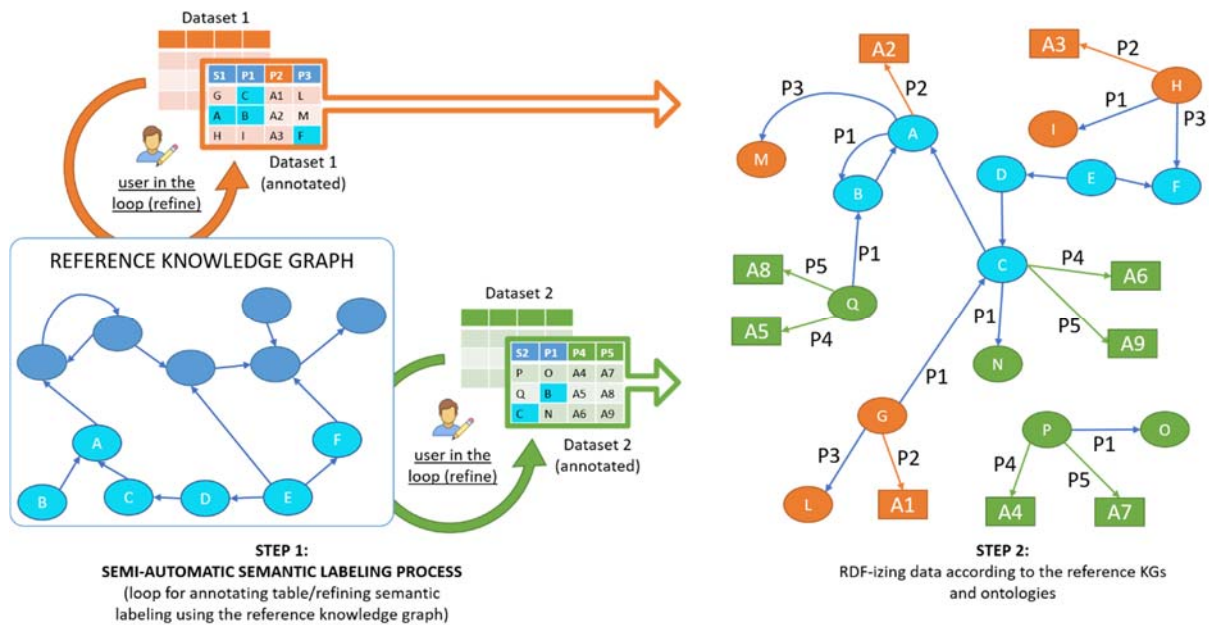 Dataset 1
S1 P1 P2 P3
G C A1 L
A B A2 M
H I A3 F
Dataset 1
(annotated)
user in the
loop (refine)
REFERENCE KNOWLEDGE GRAPH
A
F
B
C
D
E
Dataset 2
S2 P1 P4 P5
P O A4 A7
Q B A5 A8
C N A6 A9
Dataset 2
(annotated)
user in the
loop (refine)
STEP 1:
SEMI-AUTOMATIC SEMANTIC LABELING PROCESS
(loop for annotating table/refining semantic
labeling using the reference knowledge graph)
A2
A3
P2
H
P3
P2
P1
P3
I
A
P1
M
B
D
E
F
P1
C
P4
A6
A8
P5
Q
A5
P4
P1
P5
A9
N
P1
G
P3
P2
L
A1
P
P1
O
P4
P5
A4
A7
STEP 2:
RDF-izing data according to the reference KGs
and ontologies